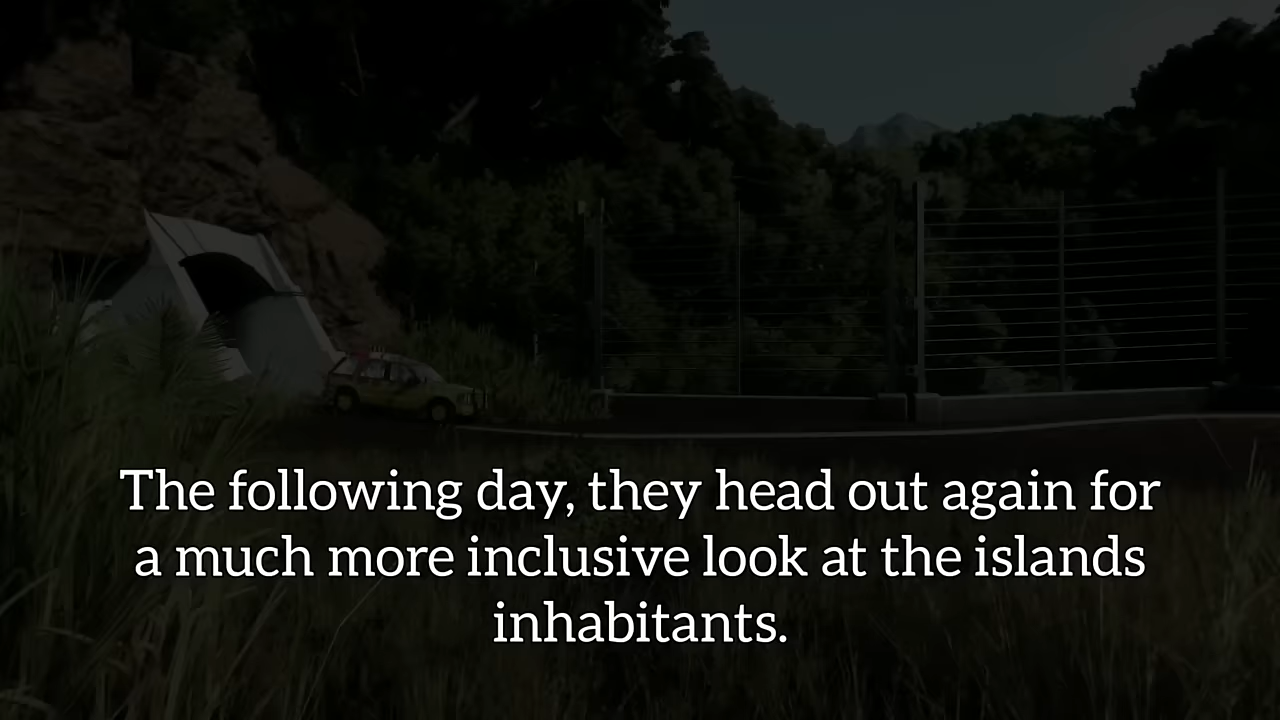 The following day, they head out again for
a much more inclusive look at the islands
inhabitants.